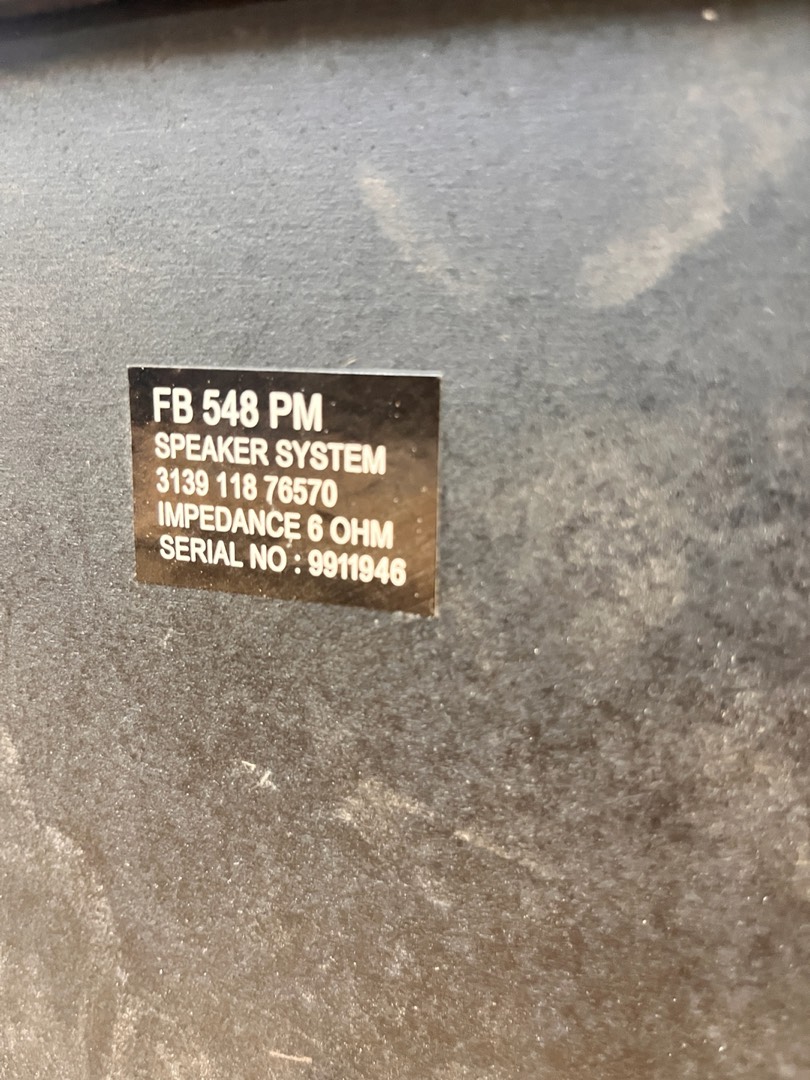 FB 548 PM
SPEAKER SYSTEM
3139 118 76570
IMPEDANCE 6 OHM
SERIAL NO : 9911946